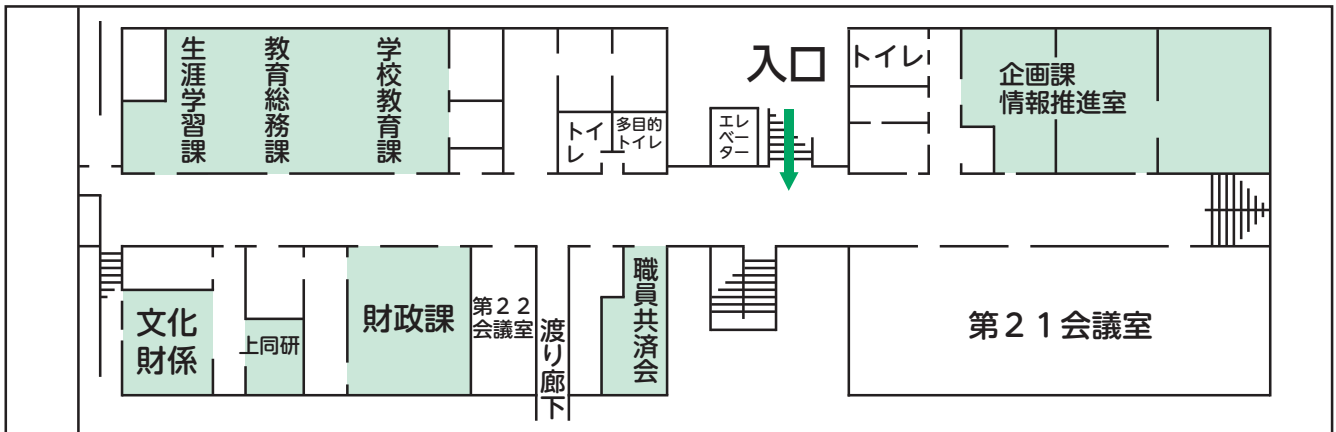 生涯学習課
教育総務課
学校教育課
トイ
レ
多目的
トイレ
エレ
ベー
ター
入口
トイレ
企画課
情報推進室
文化
財係
上同研
財政課
第２２
会議室
渡り廊下
職員共済会
第２１会議室